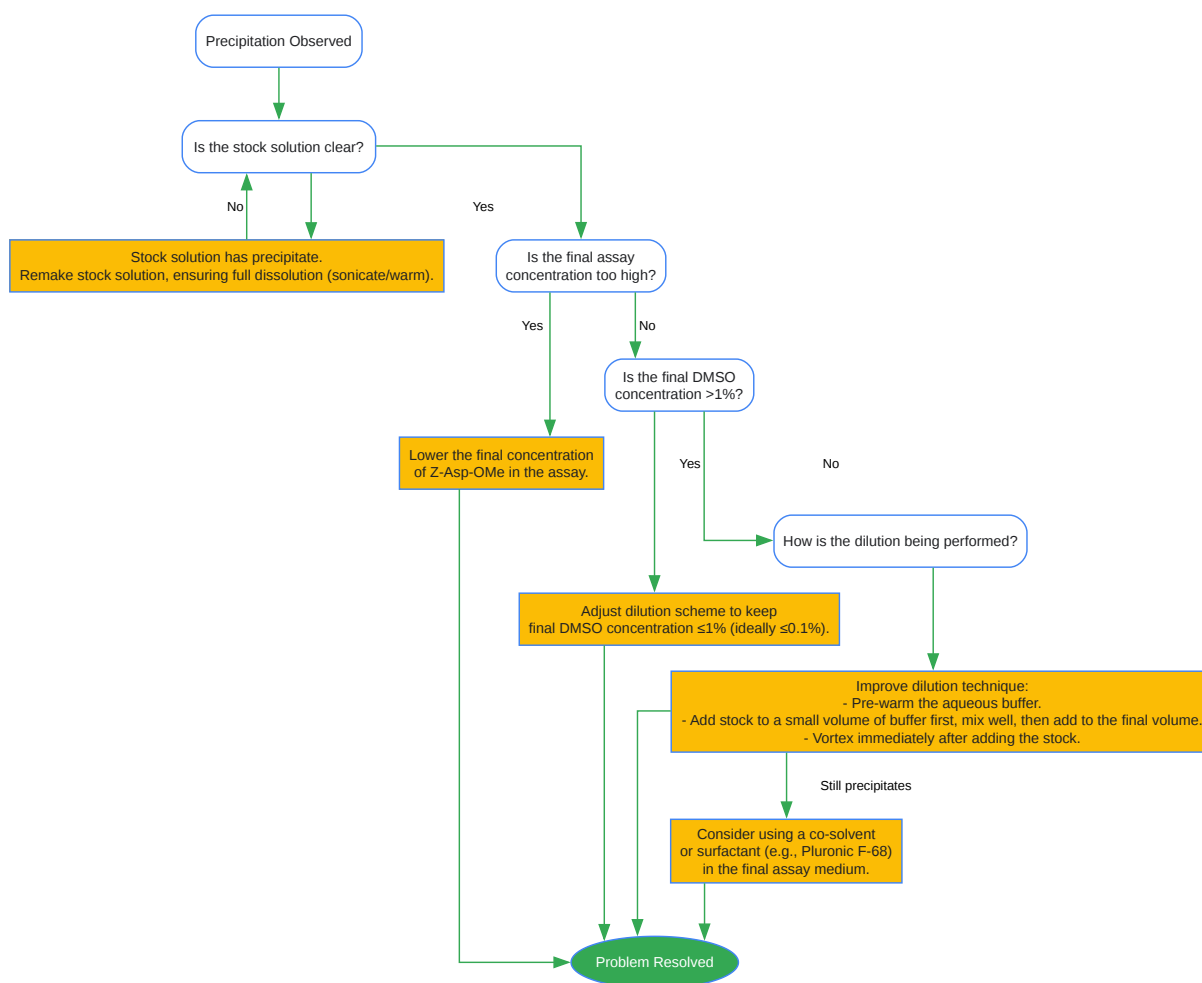 Precipitation Observed
Is the stock solution clear?
No
Yes
Stock solution has precipitate.
Remake stock solution, ensuring full dissolution (sonicate/warm).
Is the final assay
concentration too high?
Yes
No
Is the final DMSO
concentration >1%?
Lower the final concentration
of Z-Asp-OMe in the assay.
Yes
No
How is the dilution being performed?
Adjust dilution scheme to keep
final DMSO concentration ≤1% (ideally ≤0.1%).
Improve dilution technique:
- Pre-warm the aqueous buffer.
- Add stock to a small volume of buffer first, mix well, then add to the final volume.
- Vortex immediately after adding the stock.
Still precipitates
Consider using a co-solvent
or surfactant (e.g., Pluronic F-68)
in the final assay medium.
Problem Resolved